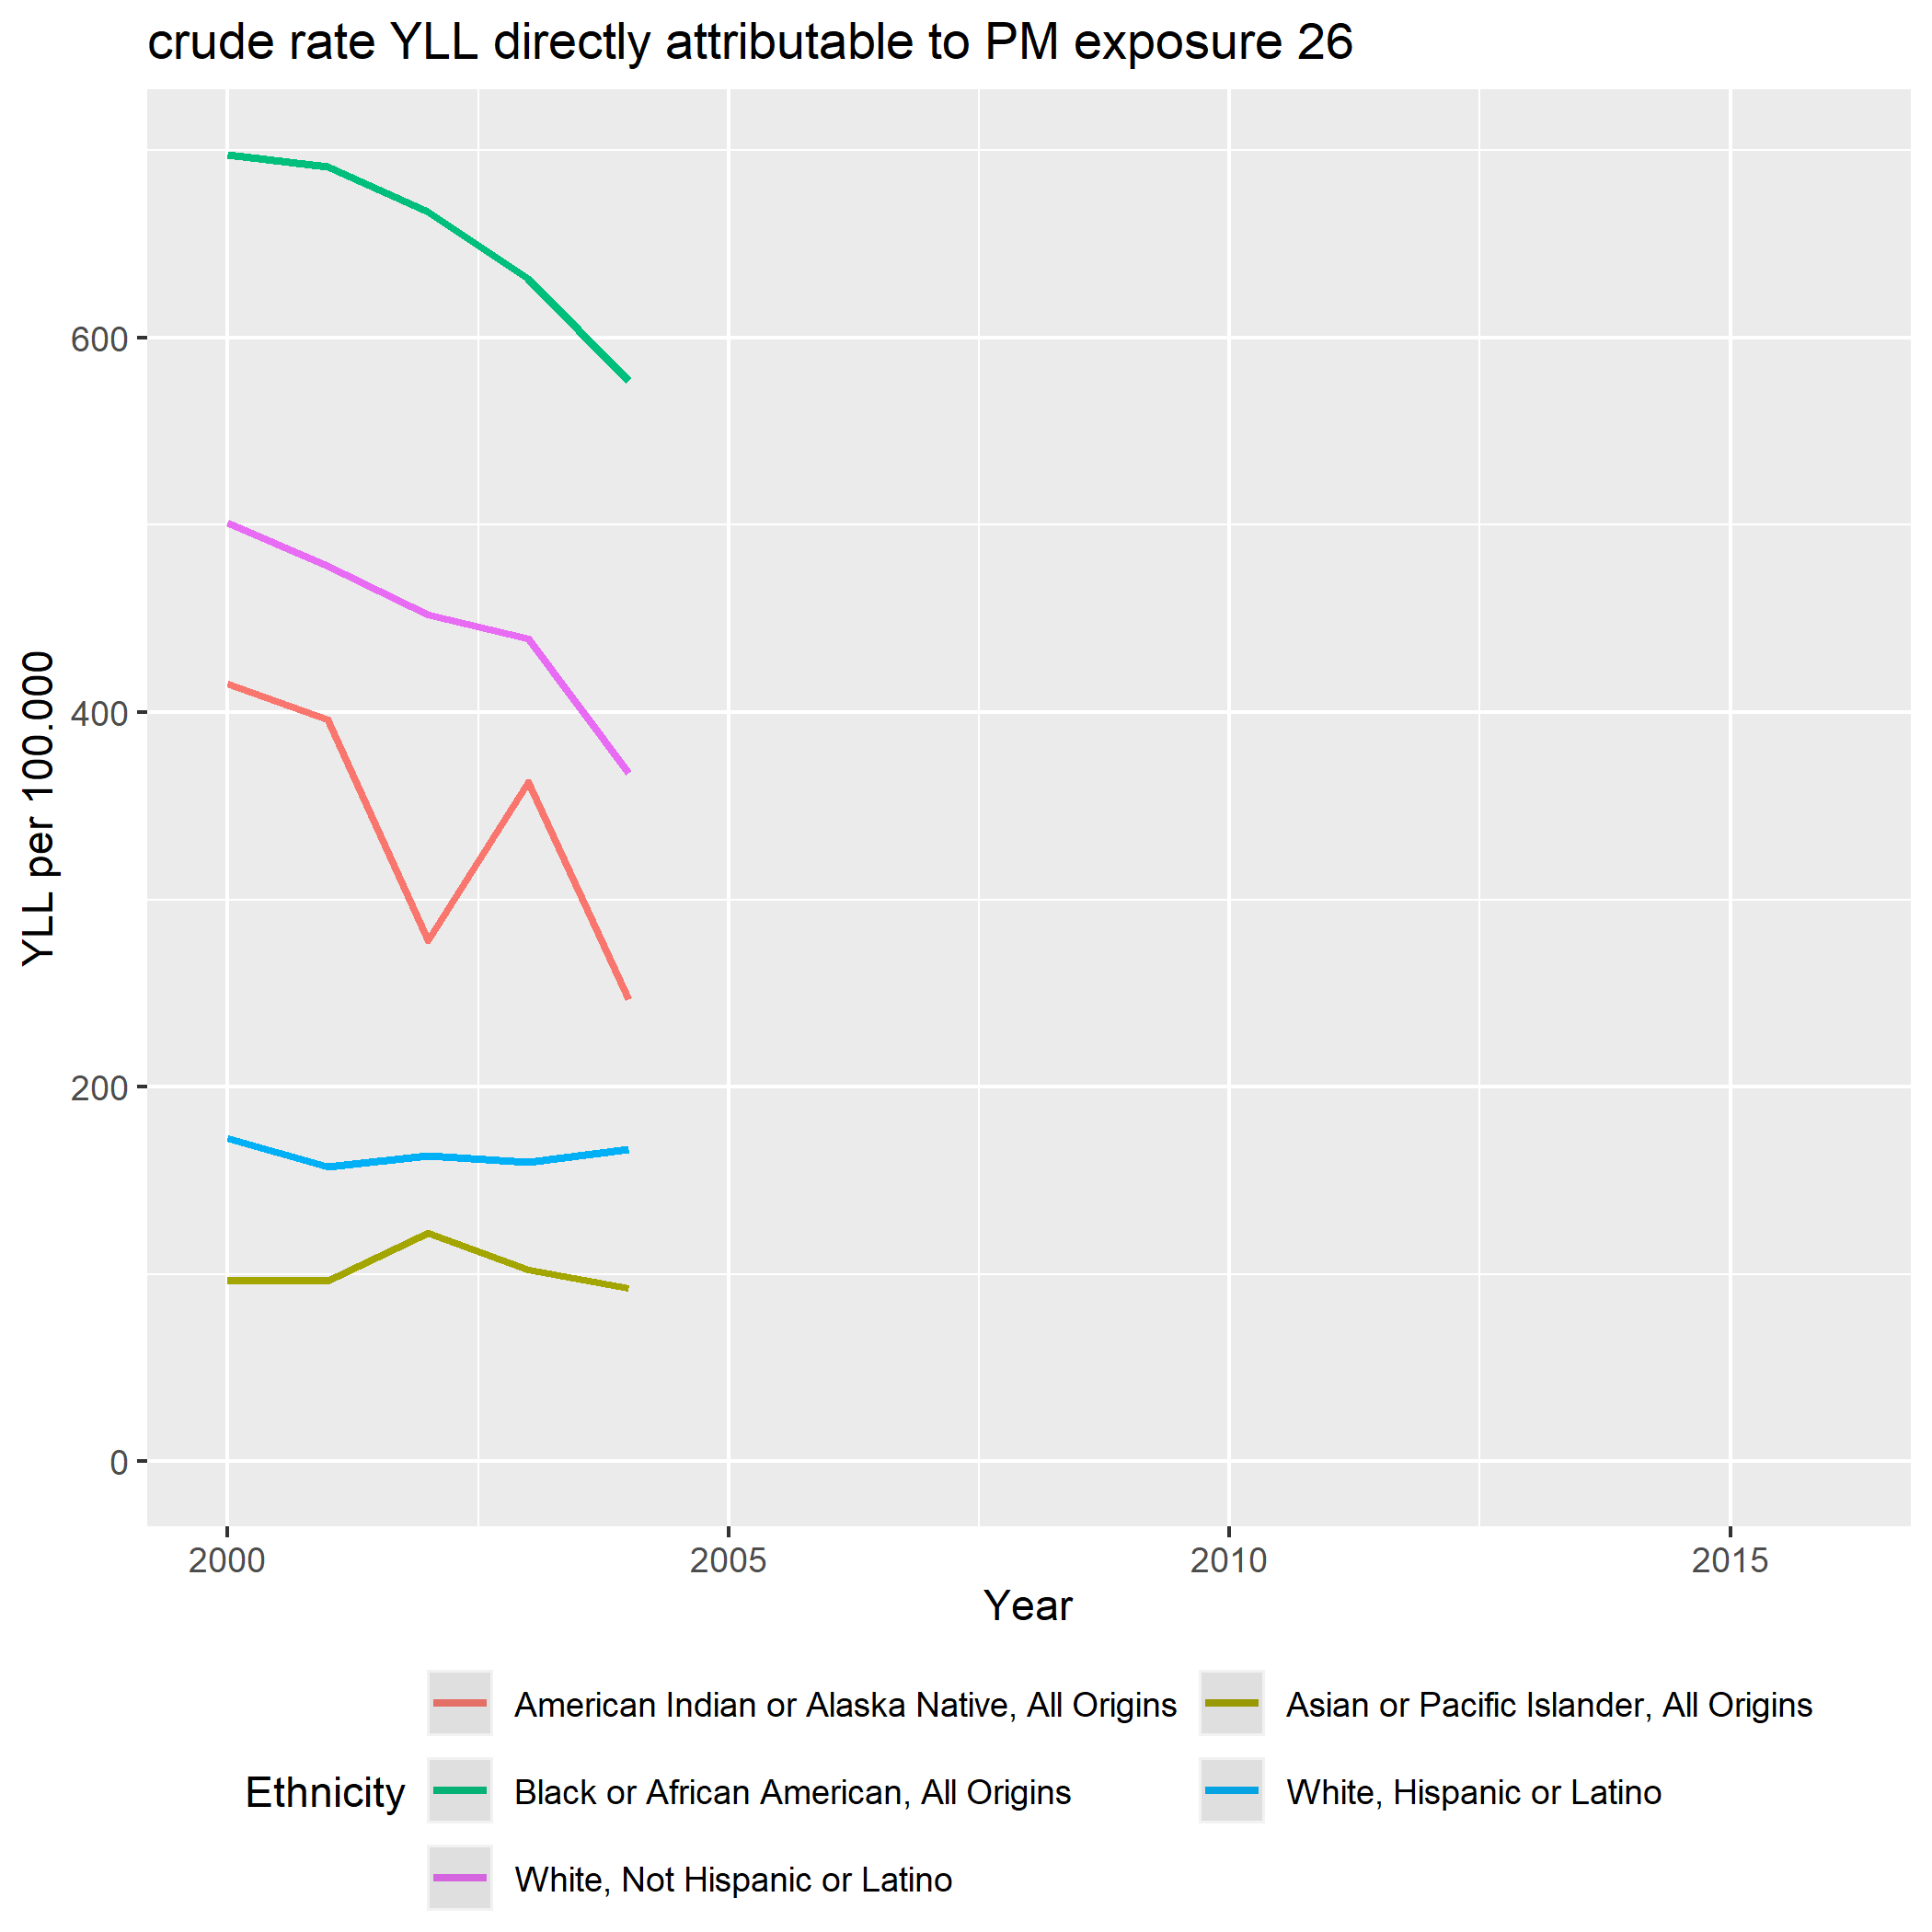 crude rate YLL directly attributable to PM exposure 26
YLL per 100.000
600
400
200
0
2000 2005 2010 2015
Year
Ethnicity
American Indian or Alaska Native, All Origins
Asian or Pacific Islander, All Origins
Black or African American, All Origins
White, Hispanic or Latino
White, Not Hispanic or Latino